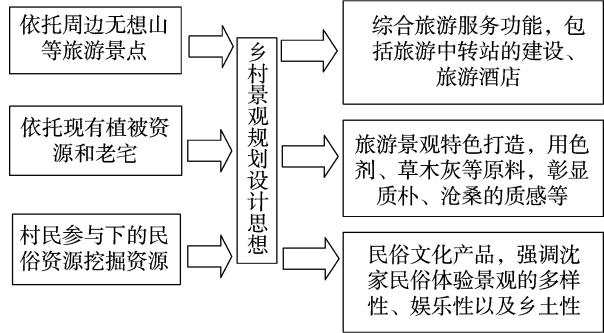 依托周边无想山
等旅游景点
依托现有植被资
源和老宅
村民参与下的民
俗资源挖掘资源
乡村景观规划设计思想
综合旅游服务功能，包
括旅游中转站的建设、
旅游酒店
旅游景观特色打造，用色
剂、草木灰等原料，彰显
质朴、沧桑的质感等
民俗文化产品，强调沈
家民俗体验景观的多样
性、娱乐性以及乡土性